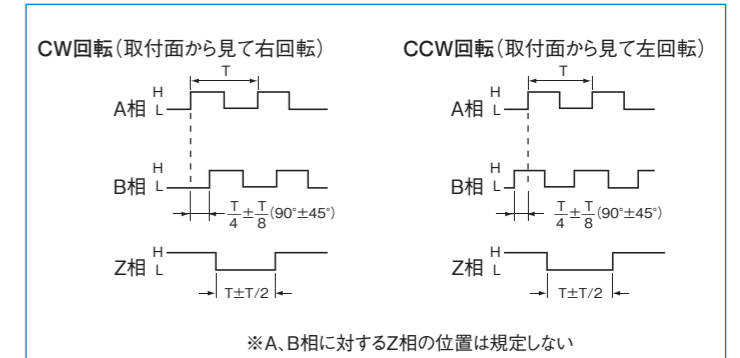 CW回転(取付面から見て右回転)
T
H
A相 L
H
B相 L
T/4±T/8(90°±45°)
H
Z相 L
T±T/2
CCW回転(取付面から見て左回転)
T
H
A相 L
H
B相 L
T/4±T/8(90°±45°)
H
Z相 L
T±T/2
※A、B相に対するZ相の位置は規定しない